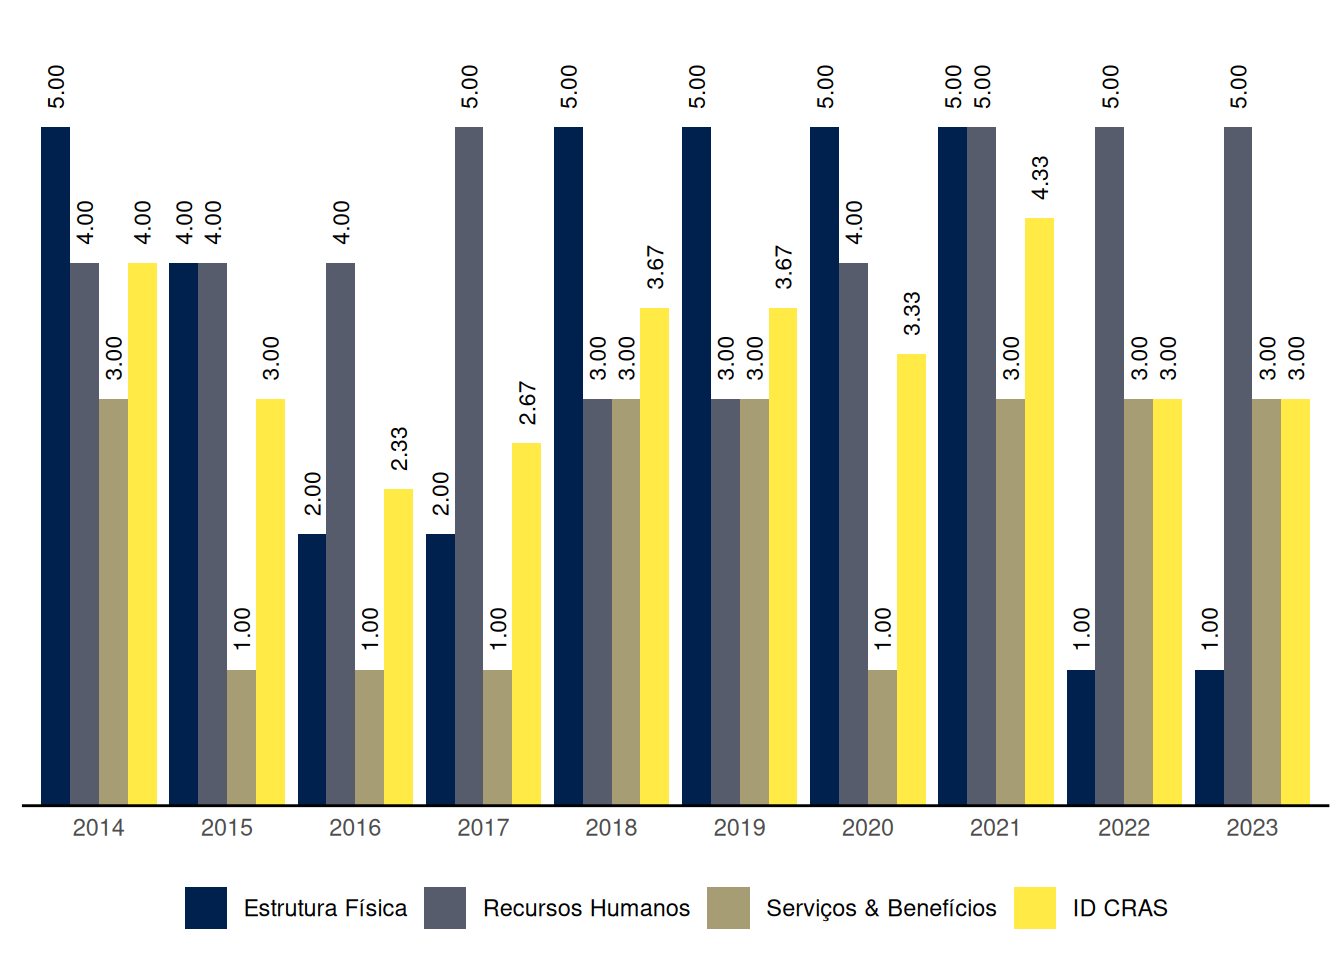 5.00 4.00 3.00 4.00
4.00 4.00 1.00 3.00
2.00 4.00 1.00 2.33
2.00 5.00 1.00 2.67
5.00 3.00 3.00 3.67
5.00 3.00 3.00 3.67
5.00 4.00 1.00 3.33
5.00 5.00 3.00 4.33
1.00 5.00 3.00 3.00
1.00 5.00 3.00 3.00
2014 2015 2016 2017 2018 2019 2020 2021 2022 2023
Estrutura Física Recursos Humanos Serviços & Benefícios ID CRAS